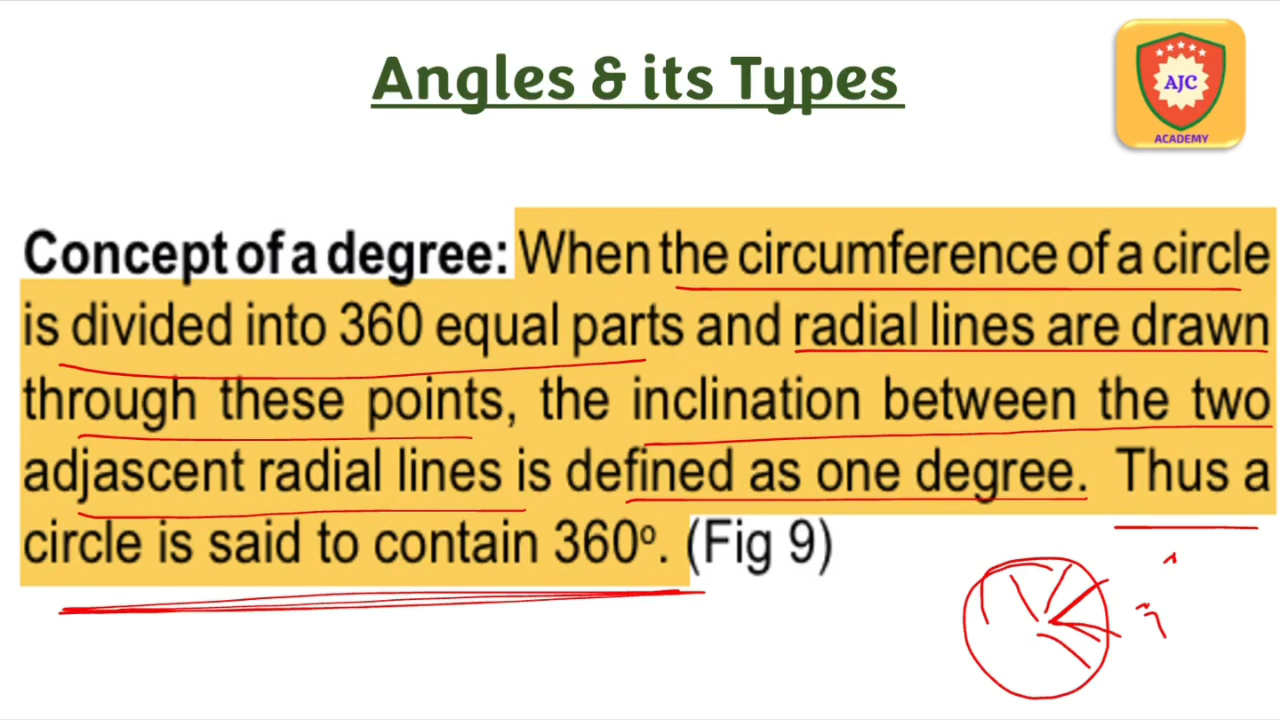 Angles & its Types
AJC
ACADEMY
Concept of a degree: When the circumference of a circle
is divided into 360 equal parts and radial lines are drawn
through these points, the inclination between the two
adjascent radial lines is defined as one degree. Thus a
circle is said to contain 360°. (Fig 9)